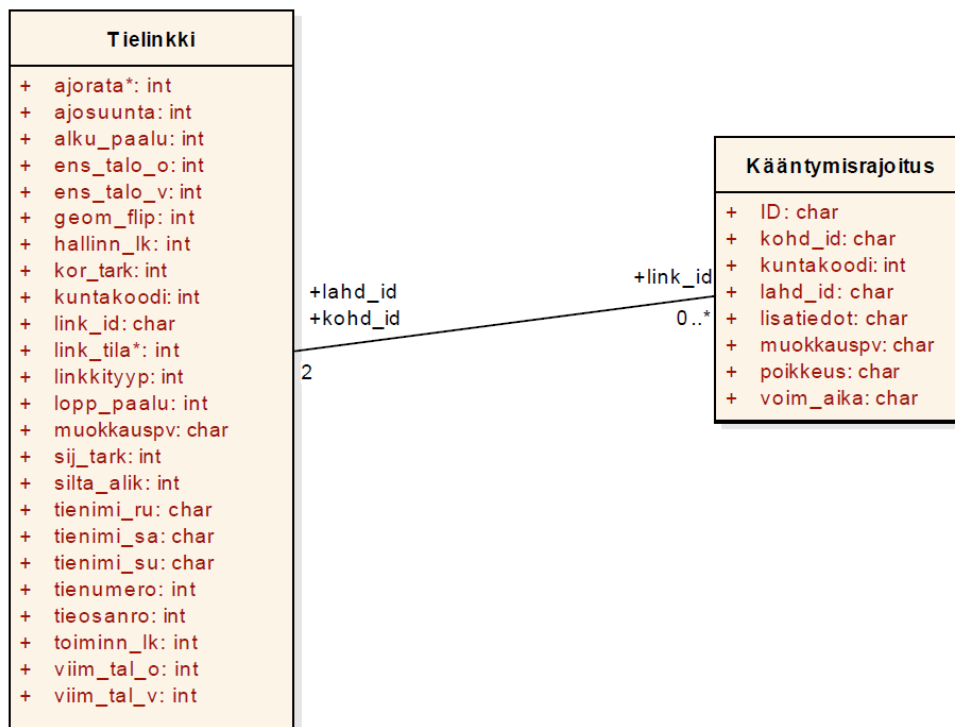 Tielinkki
+ ajorata*: int
+ ajosuunta: int
+ alku_paalu: int
+ ens_talo_o: int
+ ens_talo_v: int
+ geom_flip: int
+ hallinn_lk: int
+ kor_tark: int
+ kuntakoodi: int
+ link_id: char
+ link_tila*: int
+ linkkityyp: int
+ lopp_paalu: int
+ muokkauspv: char
+ sij_tark: int
+ silta_alik: int
+ tienimi_ru: char
+ tienimi_sa: char
+ tienimi_su: char
+ tienumero: int
+ tieosanro: int
+ toiminn_lk: int
+ viim_tal_o: int
+ viim_tal_v: int
+lahd_id
+kohd_id
2
+link_id
0..*
Kääntymisrajoitus
+ ID: char
+ kohd_id: char
+ kuntakoodi: int
+ lahd_id: char
+ lisatiedot: char
+ muokkauspv: char
+ poikkeus: char
+ voim_aika: char